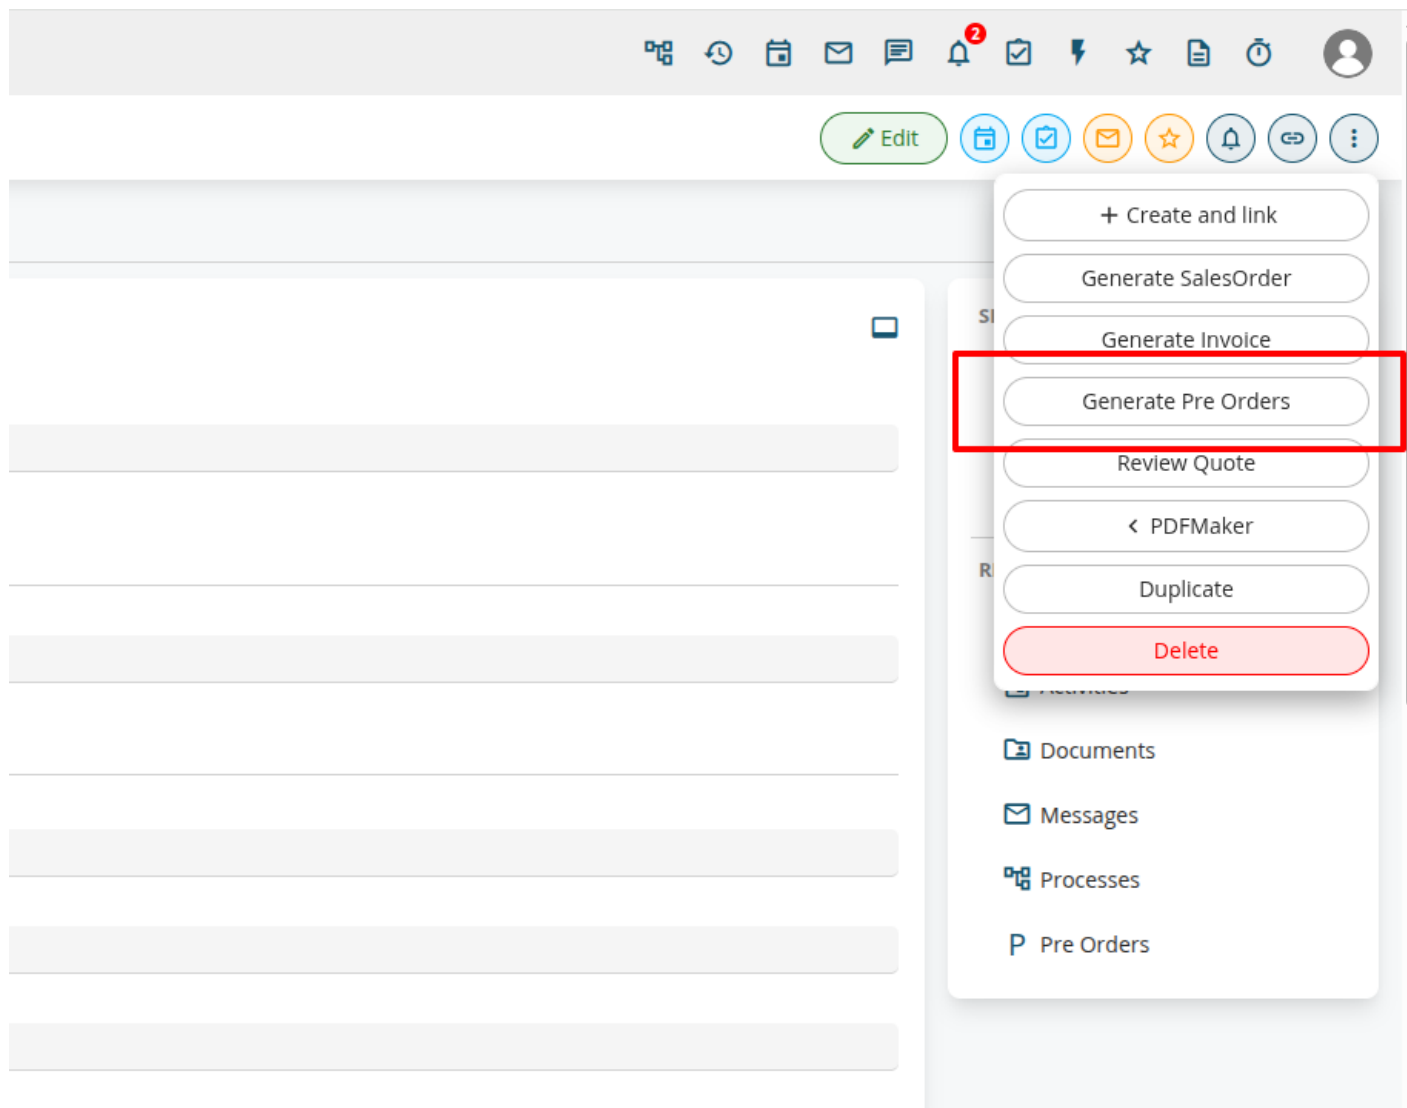 2
Edit
+ Create and link
Generate SalesOrder
Generate Invoice
Generate Pre Orders
Review Quote
PDFMaker
Duplicate
Delete
Activities
Documents
Messages
Processes
P Pre Orders